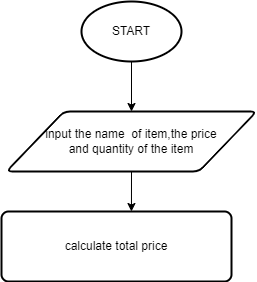 START
input the name of item,the price
and quantity of the item
calculate total price